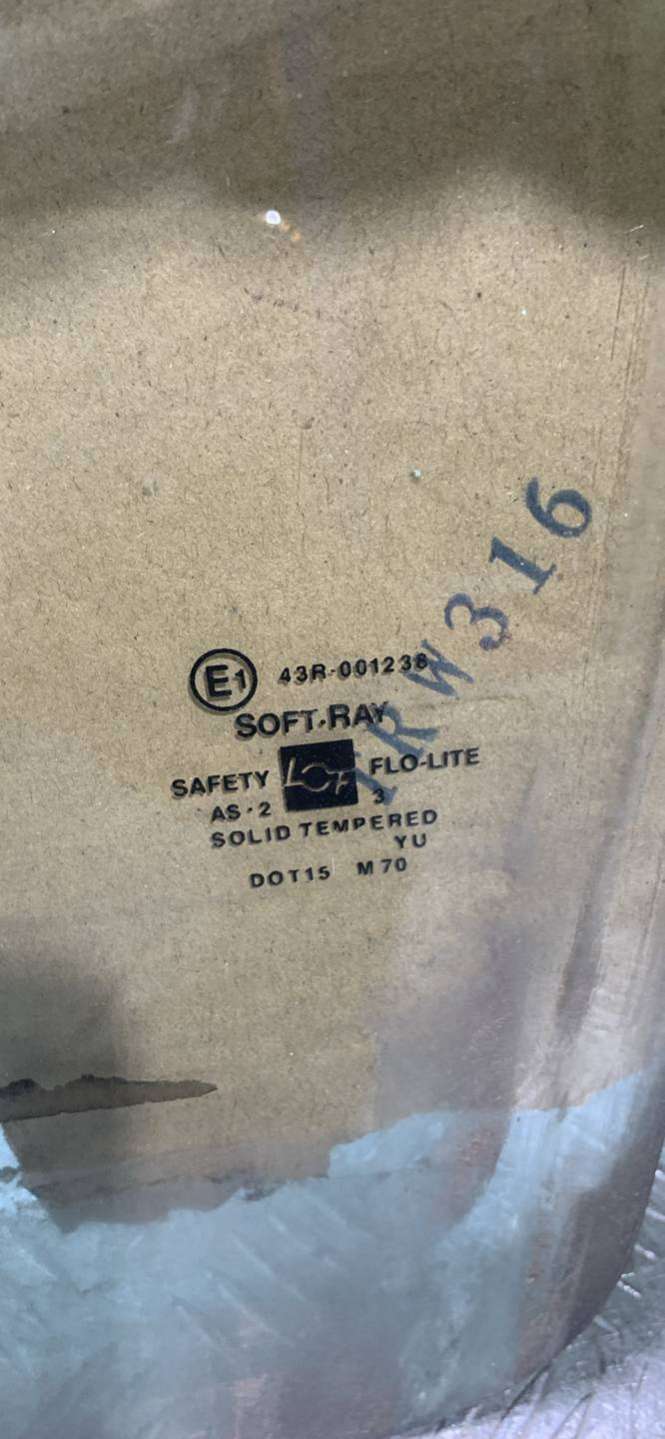 E1 43R-001238
SOFT-RAY
SAFETY LOF FLO-LITE
AS-2 3
SOLID TEMPERED
YU
DOT15 M70
RW316